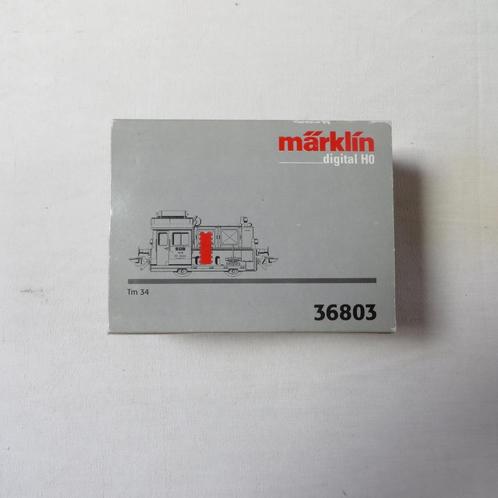 märklin
digital H0
Tm 34
36803